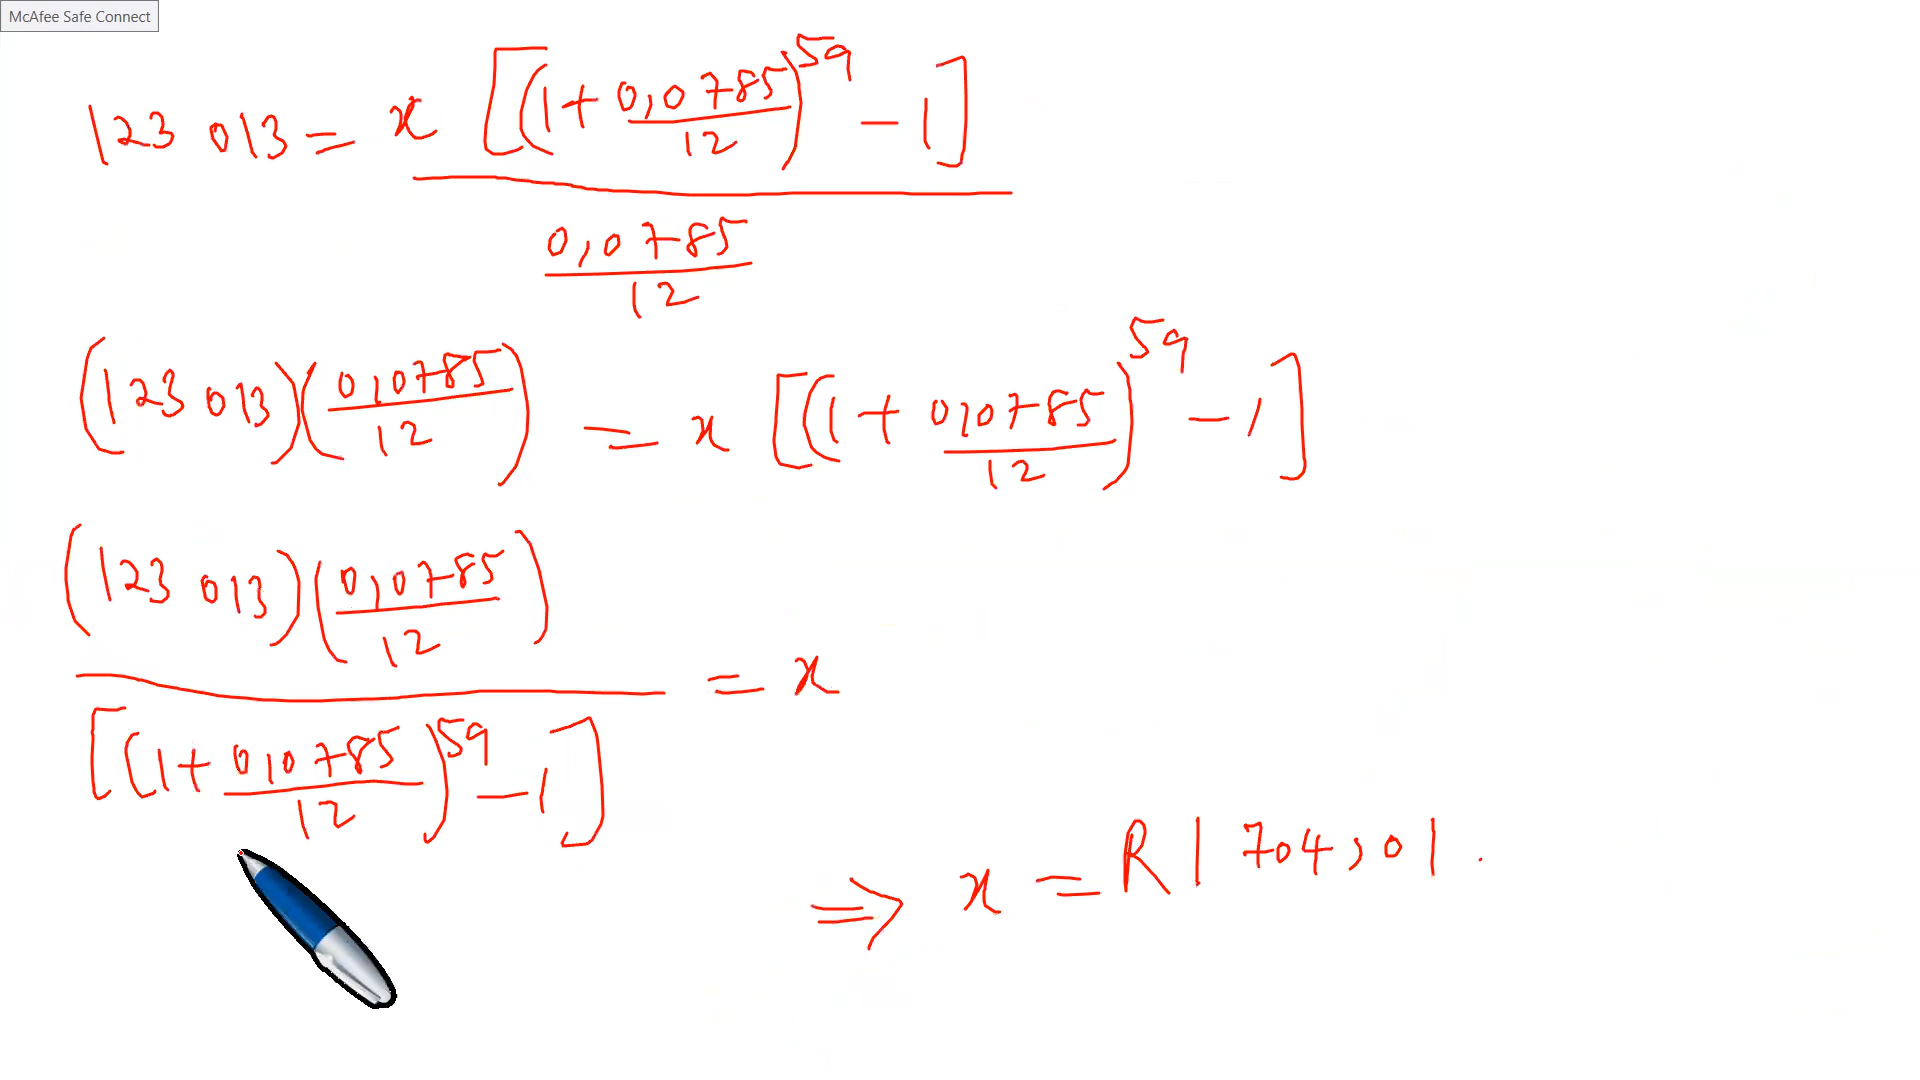 McAfee Safe Connect
123 013 = x [(1 + 0,0785/12)^59 - 1] / (0,0785/12)
(123 013)(0,0785/12) = x [(1 + 0,0785/12)^59 - 1]
(123 013)(0,0785/12) / [(1 + 0,0785/12)^59 - 1] = x
⇒ x = R1 704,01.